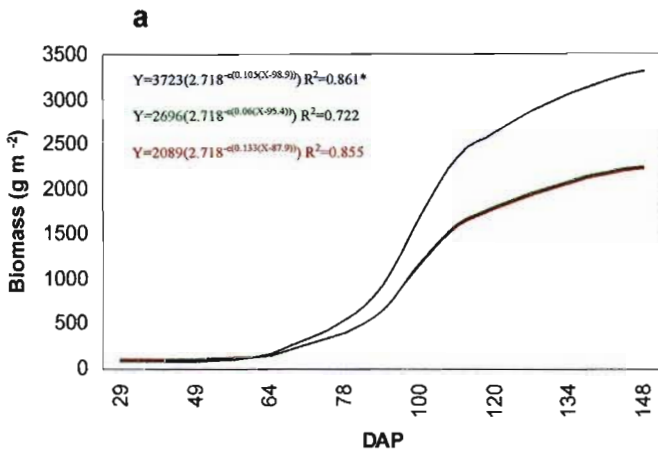 a
Y=3723(2.718^-e(0.105(X-98.9))) R²=0.861*
Y=2696(2.718^-e(0.06(X-95.4))) R²=0.722
Y=2089(2.718^-e(0.133(X-87.9))) R²=0.855
3500
3000
2500
2000
1500
1000
500
0
Biomass (g m⁻²)
29 49 64 78 100 120 134 148
DAP